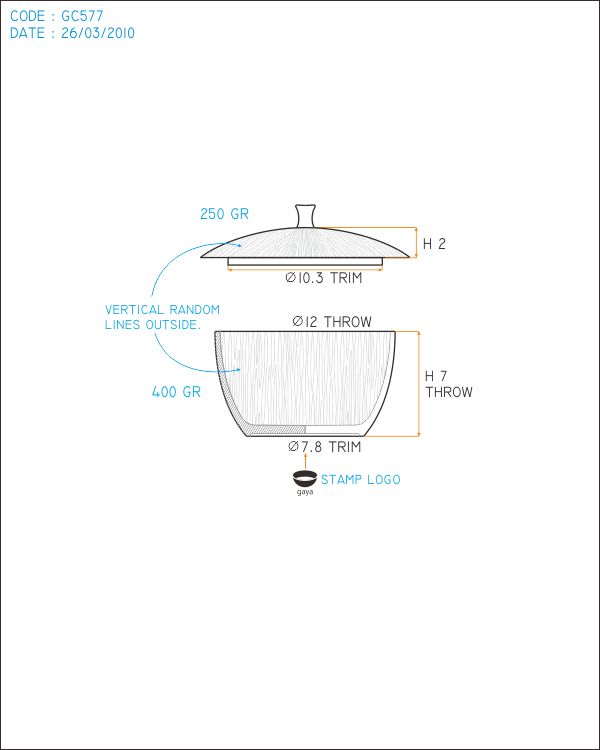 CODE : GC577
DATE : 26/03/2010
250 GR
H 2
Ø10.3 TRIM
VERTICAL RANDOM
LINES OUTSIDE.
Ø12 THROW
400 GR
H 7
THROW
Ø7.8 TRIM
STAMP LOGO
gaya